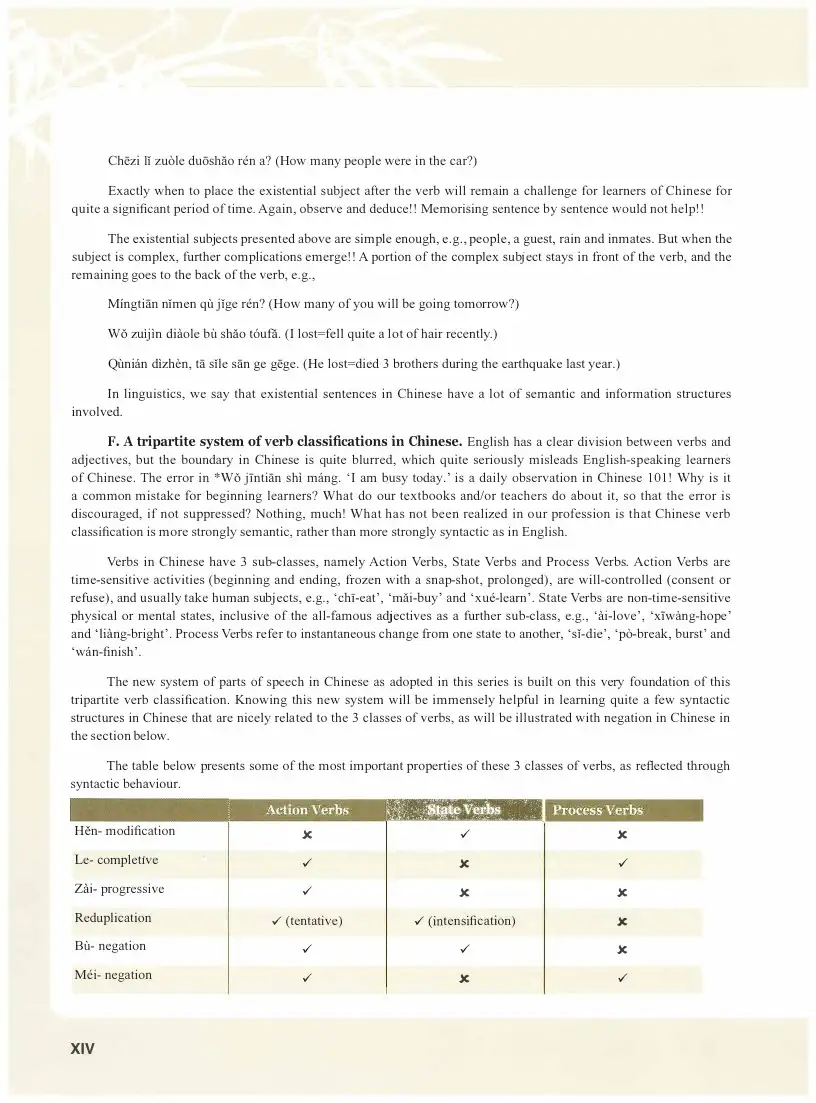 Chēzi lǐ zuòle duōshǎo rén a? (How many people were in the car?)
Exactly when to place the existential subject after the verb will remain a challenge for learners of Chinese for
quite a significant period of time. Again, observe and deduce!! Memorising sentence by sentence would not help!!
The existential subjects presented above are simple enough, e.g., people, a guest, rain and inmates. But when the
subject is complex, further complications emerge!! A portion of the complex subject stays in front of the verb, and the
remaining goes to the back of the verb, e.g.,
Míngtiān nǐmen qù jǐge rén? (How many of you will be going tomorrow?)
Wǒ zuìjìn diàole bù shǎo tóufǎ. (I lost=fell quite a lot of hair recently.)
Qùnián dìzhèn, tā sǐle sān ge gēge. (He lost=died 3 brothers during the earthquake last year.)
In linguistics, we say that existential sentences in Chinese have a lot of semantic and information structures
involved.
F. A tripartite system of verb classifications in Chinese. English has a clear division between verbs and
adjectives, but the boundary in Chinese is quite blurred, which quite seriously misleads English-speaking learners
of Chinese. The error in *Wǒ jīntiān shì máng. ‘I am busy today.’ is a daily observation in Chinese 101! Why is it
a common mistake for beginning learners? What do our textbooks and/or teachers do about it, so that the error is
discouraged, if not suppressed? Nothing, much! What has not been realized in our profession is that Chinese verb
classification is more strongly semantic, rather than more strongly syntactic as in English.
Verbs in Chinese have 3 sub-classes, namely Action Verbs, State Verbs and Process Verbs. Action Verbs are
time-sensitive activities (beginning and ending, frozen with a snap-shot, prolonged), are will-controlled (consent or
refuse), and usually take human subjects, e.g., ‘chī-eat’, ‘mǎi-buy’ and ‘xué-learn’. State Verbs are non-time-sensitive
physical or mental states, inclusive of the all-famous adjectives as a further sub-class, e.g., ‘ài-love’, ‘xīwàng-hope’
and ‘liàng-bright’. Process Verbs refer to instantaneous change from one state to another, ‘sǐ-die’, ‘pò-break, burst’ and
‘wán-finish’.
The new system of parts of speech in Chinese as adopted in this series is built on this very foundation of this
tripartite verb classification. Knowing this new system will be immensely helpful in learning quite a few syntactic
structures in Chinese that are nicely related to the 3 classes of verbs, as will be illustrated with negation in Chinese in
the section below.
The table below presents some of the most important properties of these 3 classes of verbs, as reflected through
syntactic behaviour.
Action Verbs State Verbs Process Verbs
Hěn- modification ✘ ✓ ✘
Le- completive ✓ ✘ ✓
Zài- progressive ✓ ✘ ✘
Reduplication ✓ (tentative) ✓ (intensification) ✘
Bù- negation ✓ ✓ ✘
Méi- negation ✓ ✘ ✓
XIV